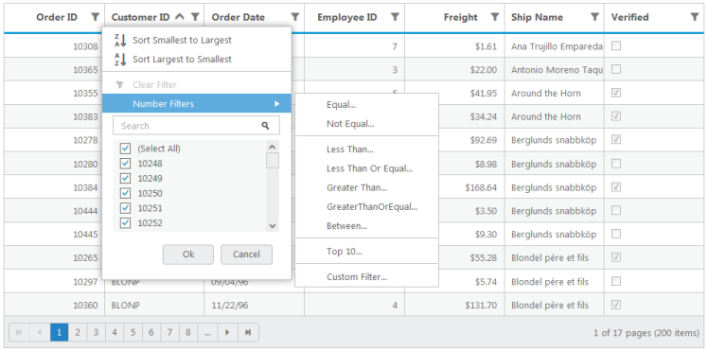 Order ID Customer ID Order Date Employee ID Freight Ship Name Verified
10308 7 $1.61 Ana Trujillo Empareda
10365 3 $22.00 Antonio Moreno Taqu
10355 $41.95 Around the Horn
10383 $34.24 Around the Horn
10278 $92.69 Berglunds snabbköp
10280 $8.98 Berglunds snabbköp
10384 $168.64 Berglunds snabbköp
10444 $3.50 Berglunds snabbköp
10445 $9.30 Berglunds snabbköp
10265 $55.28 Blondel père et fils
10297 BLONP 09/04/96 $5.74 Blondel père et fils
10360 BLONP 11/22/96 4 $131.70 Blondel père et fils
Sort Smallest to Largest
Sort Largest to Smallest
Clear Filter
Number Filters
Search
(Select All)
10248
10249
10250
10251
10252
Ok Cancel
Equal...
Not Equal...
Less Than...
Less Than Or Equal...
Greater Than...
GreaterThanOrEqual...
Between...
Top 10...
Custom Filter...
1 2 3 4 5 6 7 8 ... 1 of 17 pages (200 items)